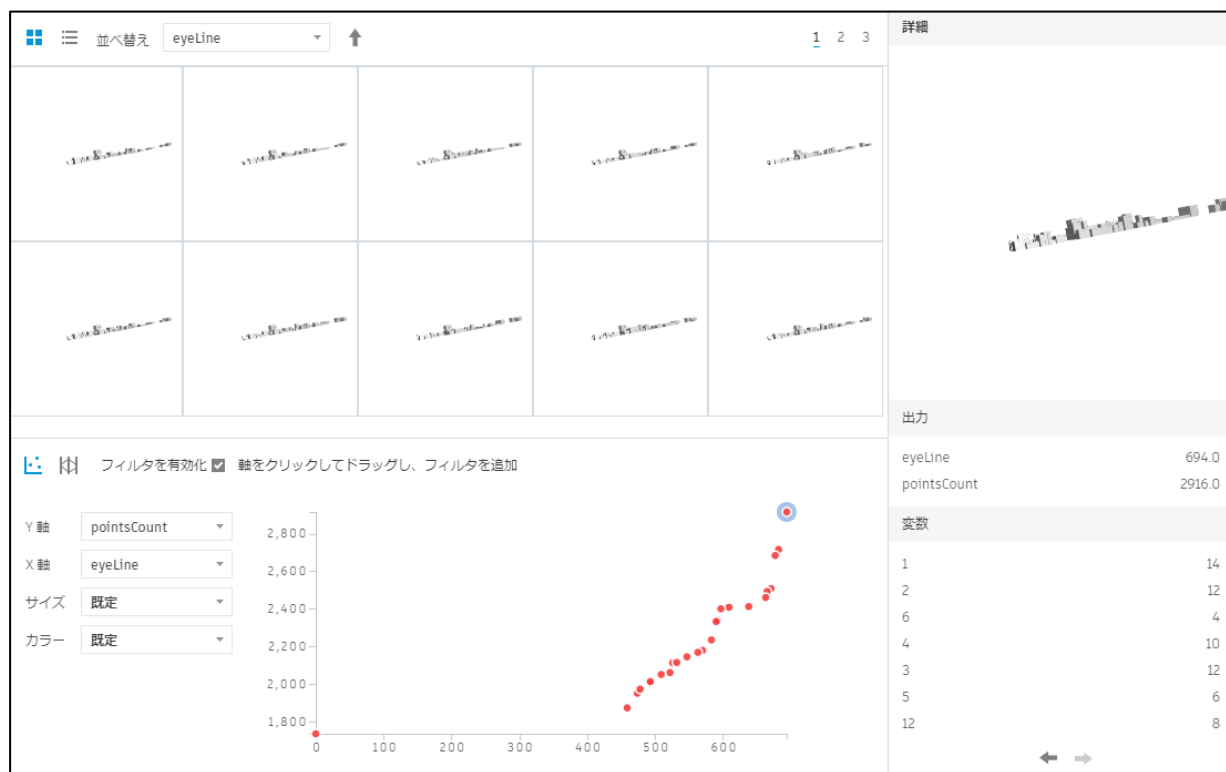 並べ替え eyeLine 1 2 3
詳細
出力
eyeLine 694.0
pointsCount 2916.0
変数
1 14
2 12
6 4
4 10
3 12
5 6
12 8
フィルタを有効化 軸をクリックしてドラッグし、フィルタを追加
Y 軸 pointsCount
X 軸 eyeLine
サイズ 既定
カラー 既定
2,800
2,600
2,400
2,200
2,000
1,800
0 100 200 300 400 500 600